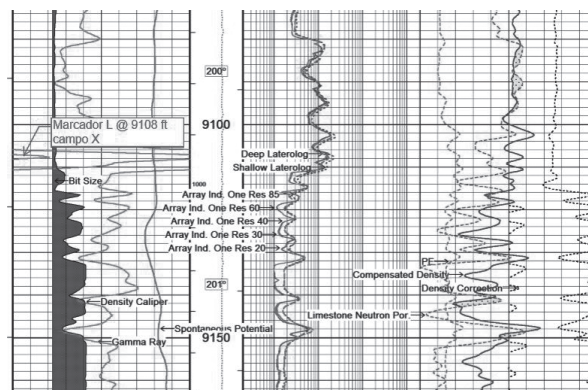 200°
9100
Marcador L @ 9108 ft
campo X
Deep Laterolog
Shallow Laterolog
Bit Size
1000
Array Ind. One Res 85
Array Ind. One Res 60
Array Ind. One Res 40
Array Ind. One Res 30
Array Ind. One Res 20
PE
Compensated Density
201°
Density Correction
Density Caliper
Limestone Neutron Por.
Spontaneous Potential
Gamma Ray
9150